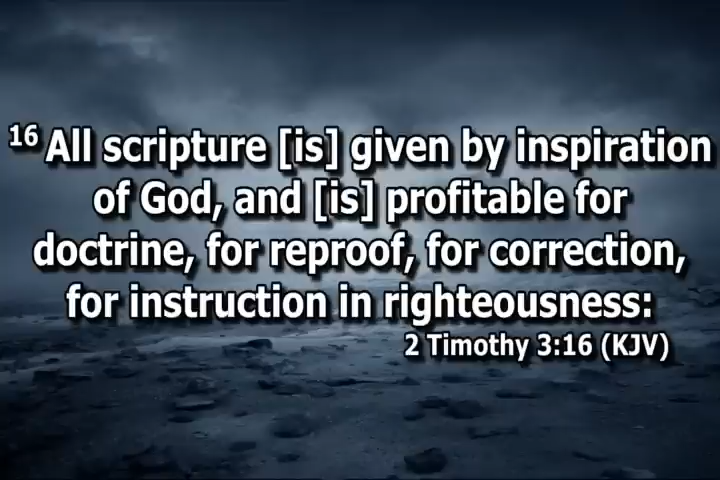 16 All scripture [is] given by inspiration
of God, and [is] profitable for
doctrine, for reproof, for correction,
for instruction in righteousness:
2 Timothy 3:16 (KJV)